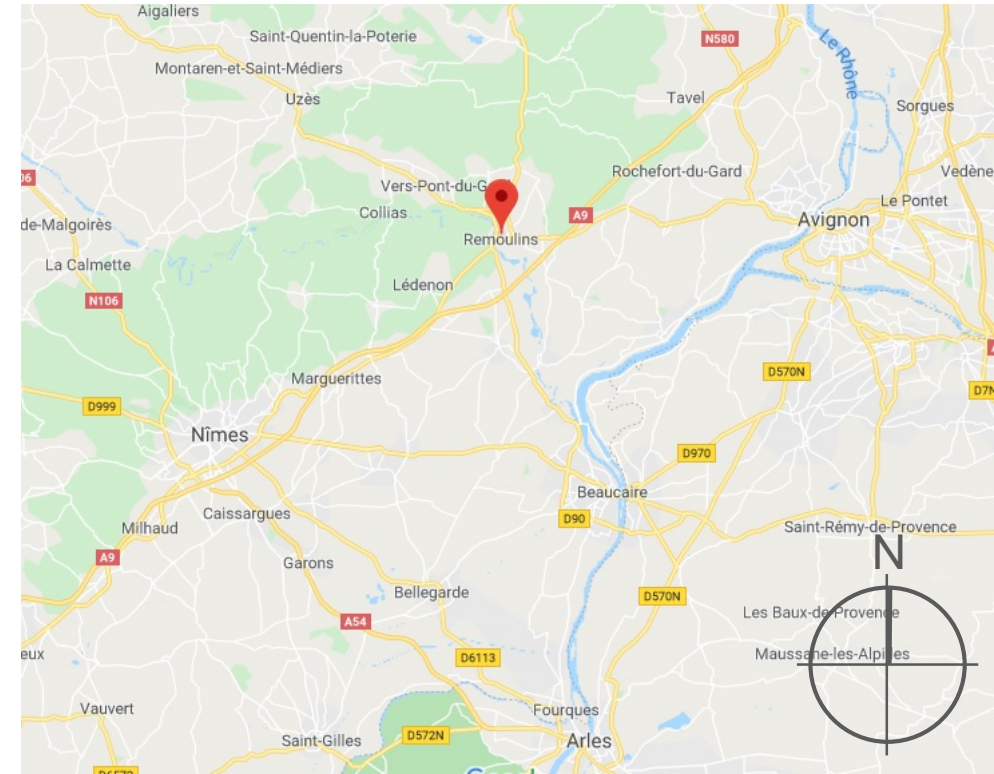 Aigaliers
Saint-Quentin-la-Poterie
N580
Le Rhône
Montaren-et-Saint-Médiers
Uzès
Tavel
Sorgues
06
Rochefort-du-Gard
Vedène
Vers-Pont-du-G
Le Pontet
Collias
A9
Avignon
de-Malgoirès
Remoulins
La Calmette
Lédenon
N106
Marguerittes
D570N
D7N
D999
Nîmes
D970
Beaucaire
Caissargues
D90
Milhaud
Saint-Rémy-de-Provence
N
A9
Garons
Bellegarde
D570N
Les Baux-de-Provence
A54
eux
D6113
Maussane-les-Alpilles
Vauvert
Fourques
D572N
Saint-Gilles
Arles